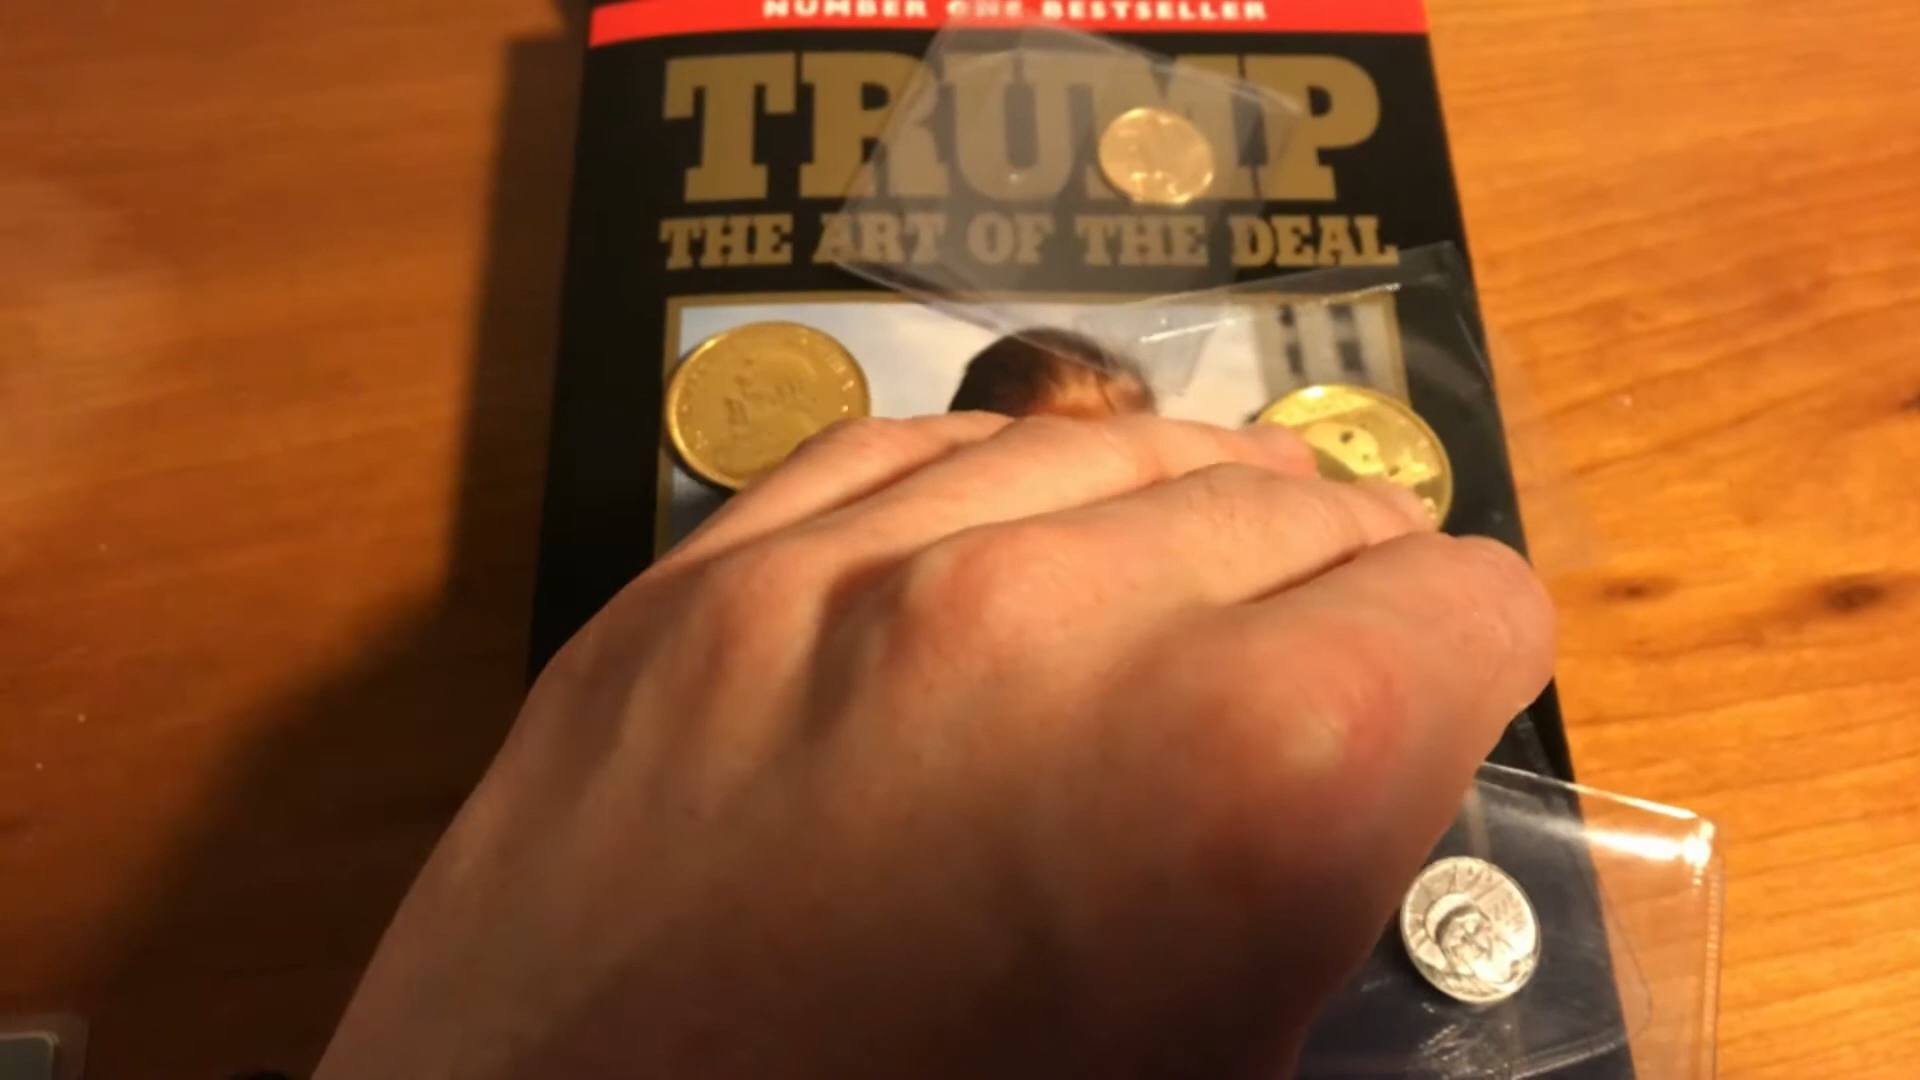 NUMBER ONE BESTSELLER
TRUMP
THE ART OF THE DEAL